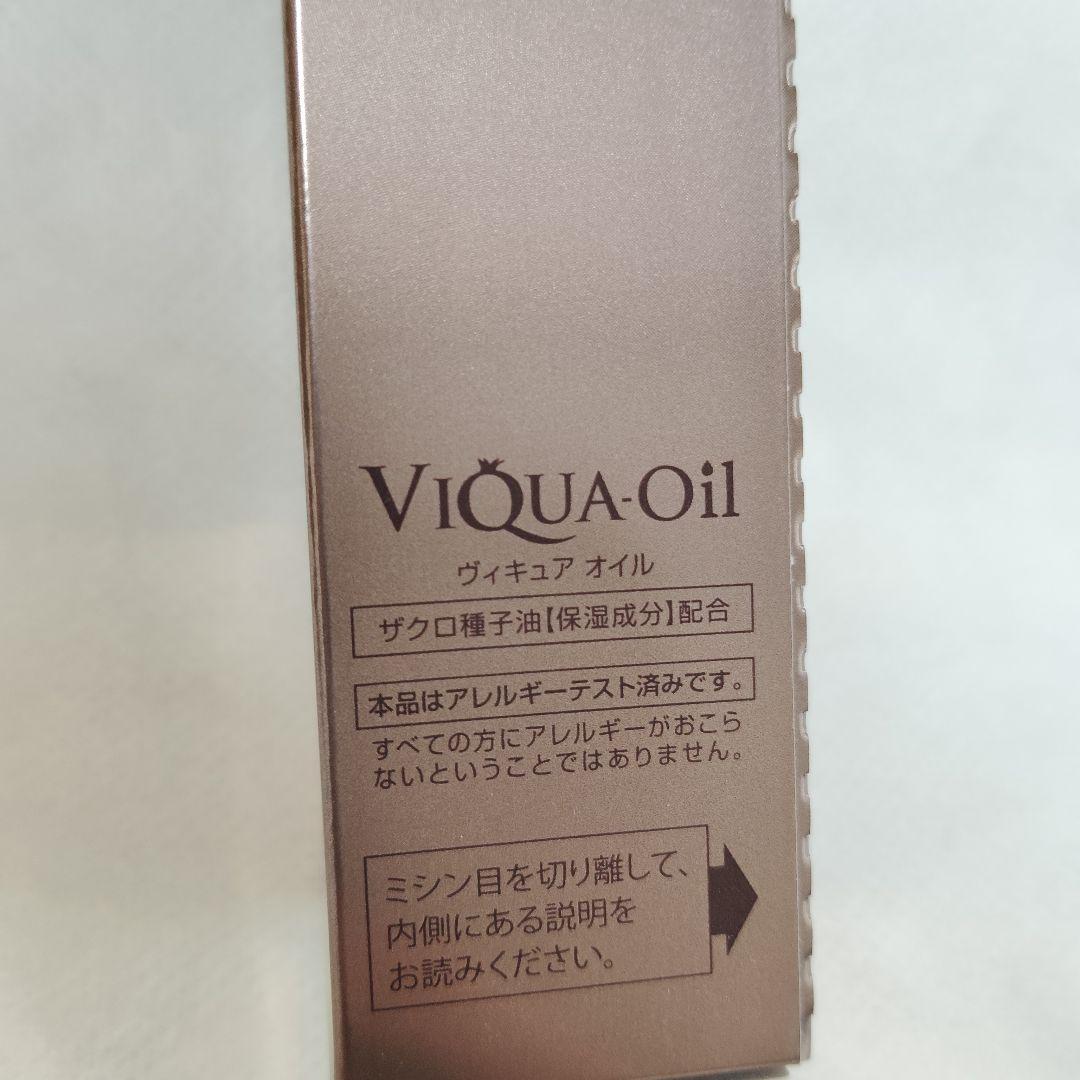 VIQUA-Oil
ヴィキュア オイル
ザクロ種子油【保湿成分】配合
本品はアレルギーテスト済みです。
すべての方にアレルギーがおこら
ないということではありません。
ミシン目を切り離して、
内側にある説明を
お読みください。